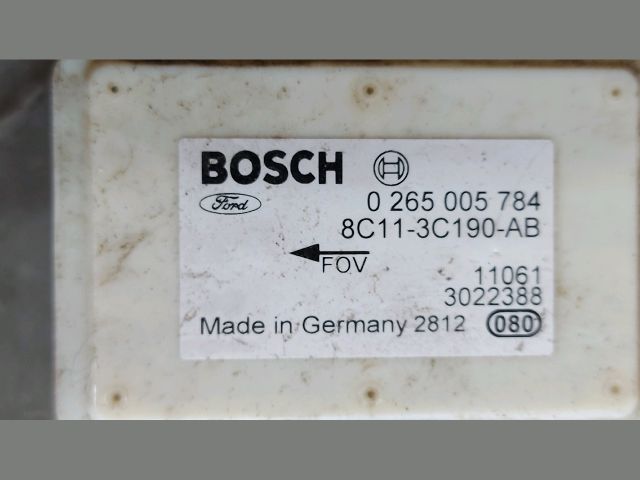 BOSCH
Ford
0 265 005 784
8C11-3C190-AB
FOV
11061
3022388
Made in Germany 2812 080